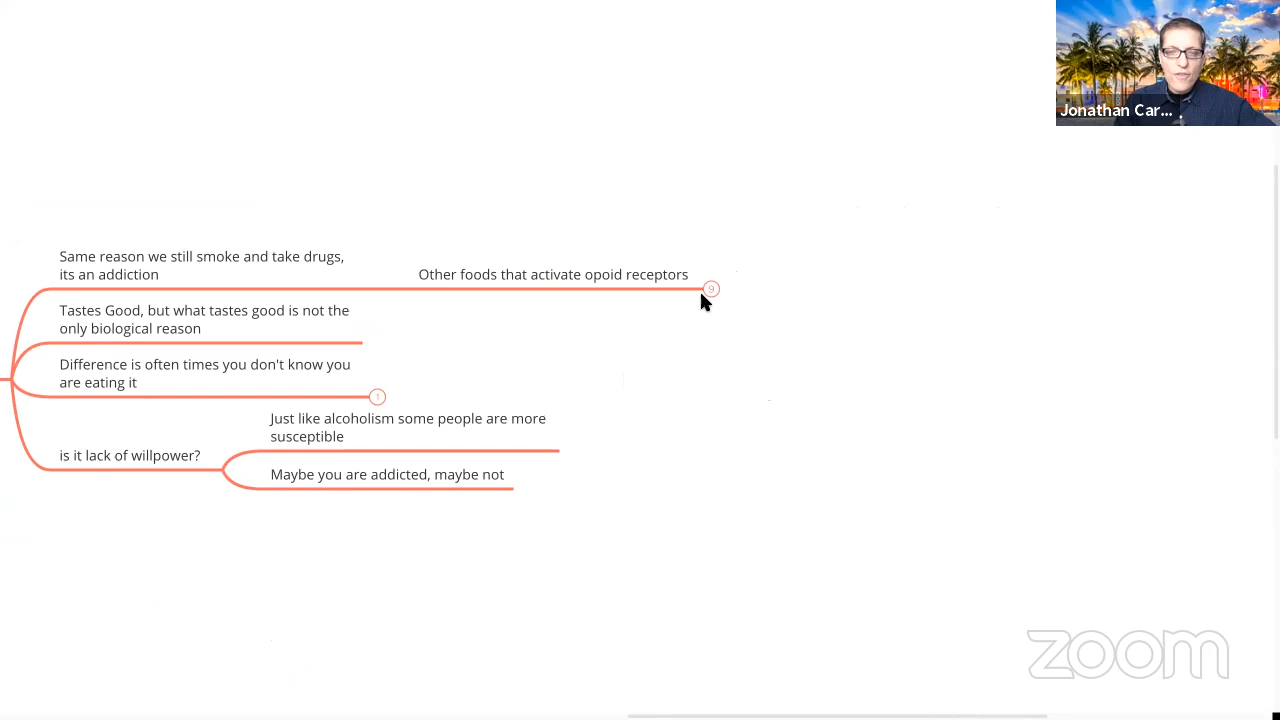 Jonathan Car...
Same reason we still smoke and take drugs,
its an addiction
Other foods that activate opoid receptors
9
Tastes Good, but what tastes good is not the
only biological reason
Difference is often times you don't know you
are eating it
1
Just like alcoholism some people are more
susceptible
is it lack of willpower?
Maybe you are addicted, maybe not
zoom